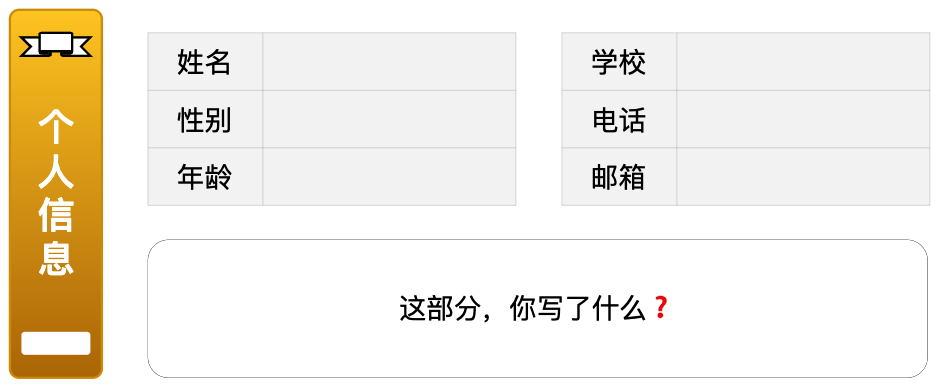 个人信息
姓名
性别
年龄
学校
电话
邮箱
这部分，你写了什么？